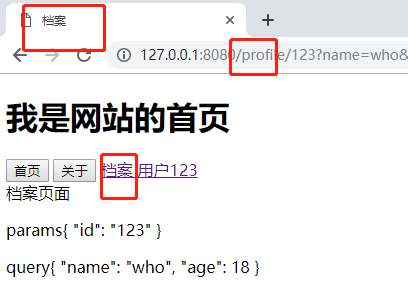 档案
127.0.0.1:8080/profile/123?name=who&
我是网站的首页
首页 关于 档案 用户123
档案页面
params{ "id": "123" }
query{ "name": "who", "age": 18 }